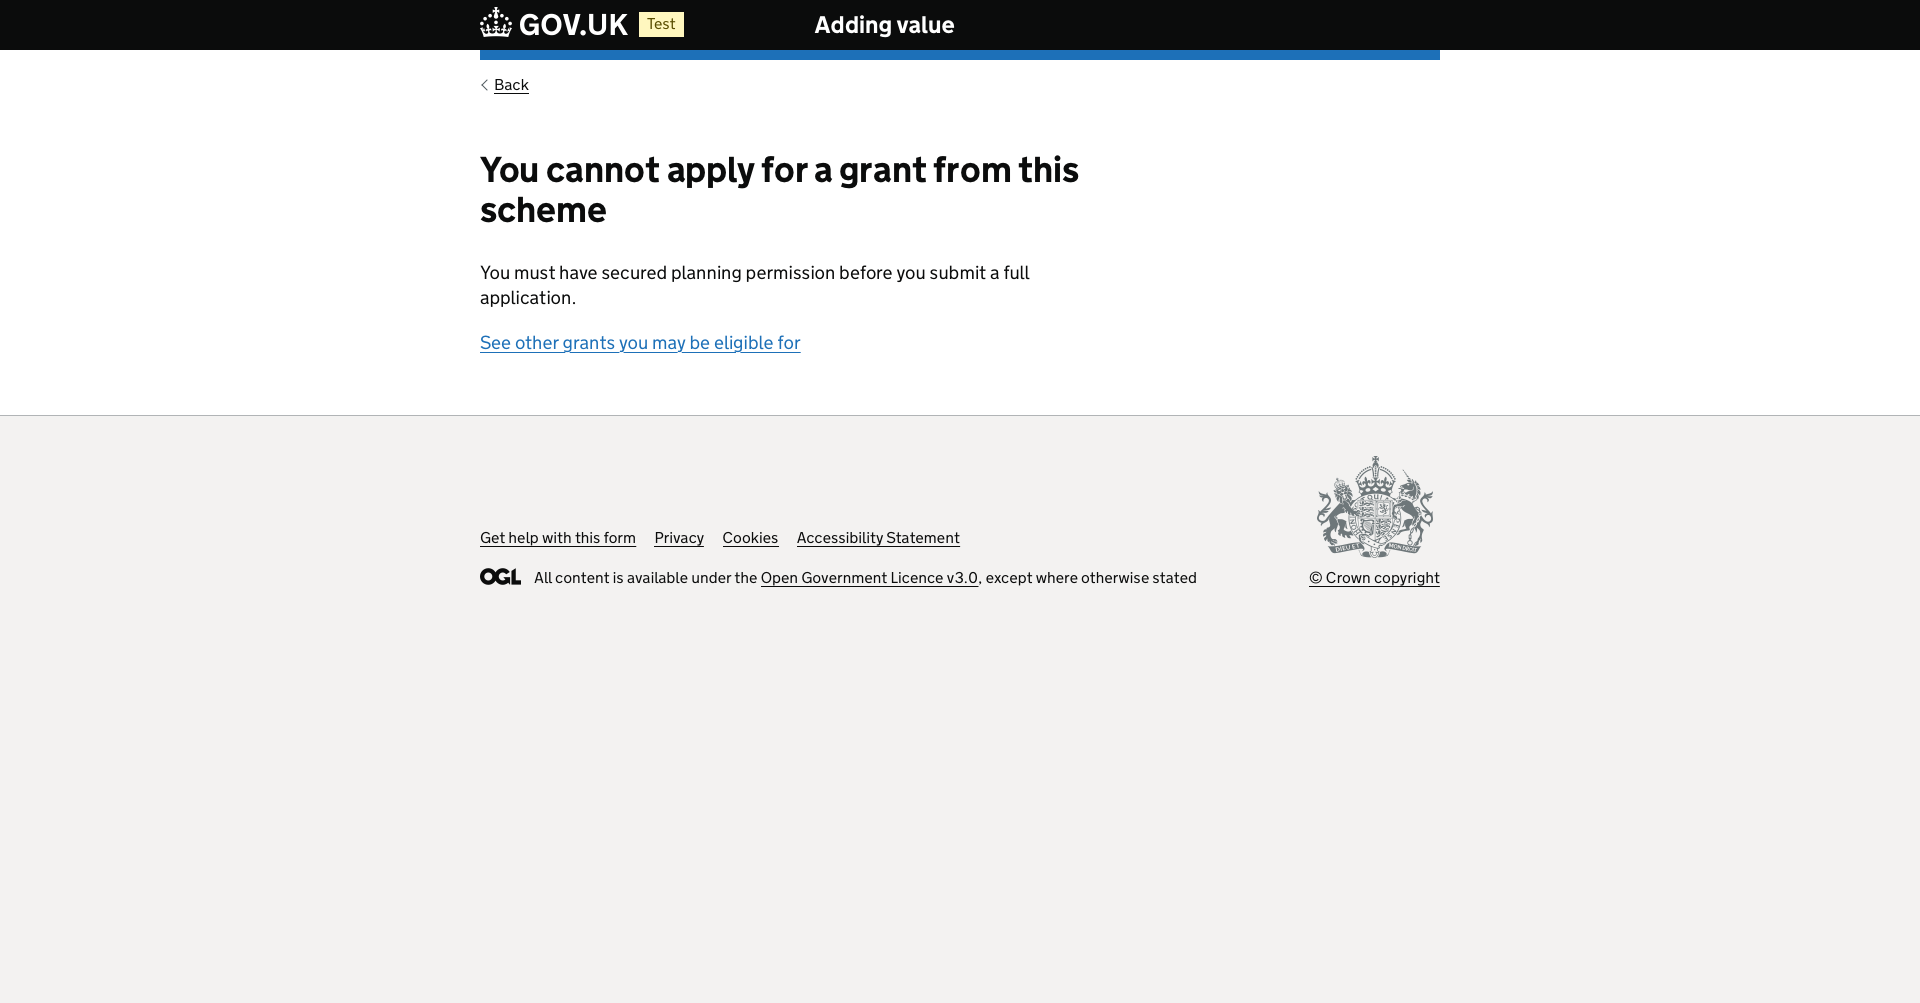 GOV.UK Test Adding value
Back
You cannot apply for a grant from this
scheme
You must have secured planning permission before you submit a full
application.
See other grants you may be eligible for
Get help with this form Privacy Cookies Accessibility Statement
OGL All content is available under the Open Government Licence v3.0, except where otherwise stated
© Crown copyright